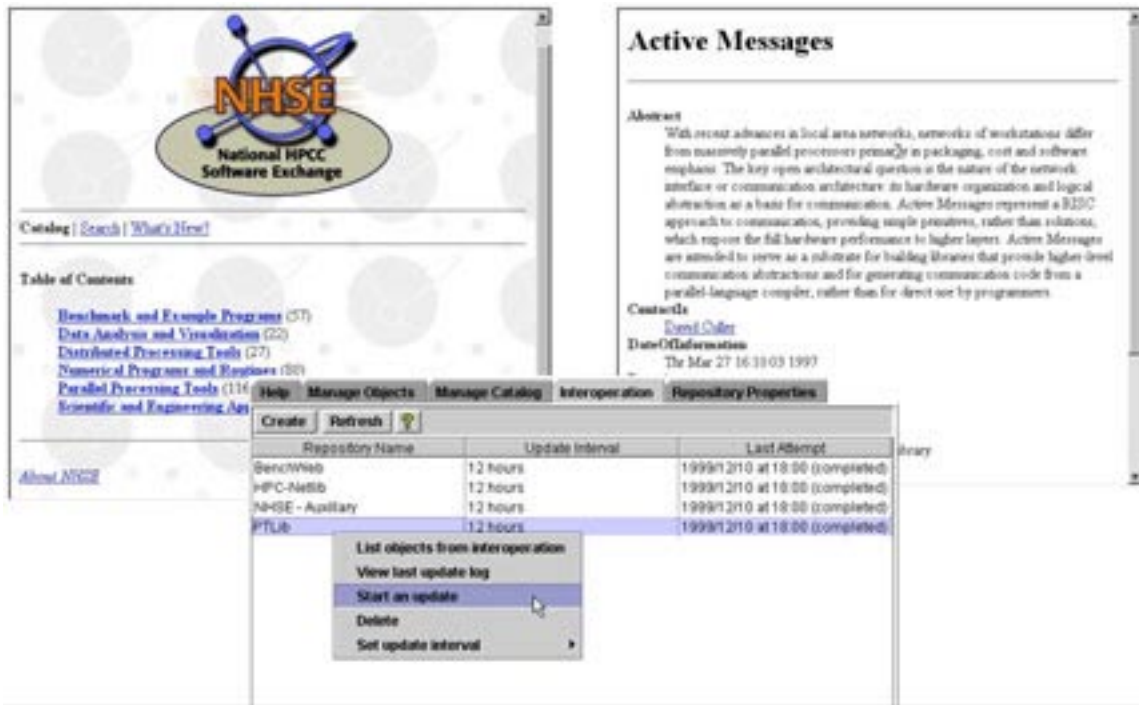 NHSE
National HPCC
Software Exchange
Catalog | Search | What's New?
Table of Contents
Benchmark and Example Programs (57)
Data Analysis and Visualization (22)
Distributed Processing Tools (27)
Numerical Programs and Routines (80)
Parallel Processing Tools (116
Scientific and Engineering Ap
About NHSE
Active Messages
Abstract
With recent advances in local area networks, networks of workstations differ
from massively parallel processors primarily in packaging, cost and software
emphasis. The key open architectural question is the nature of the network
interface or communication architecture: its hardware organization and logical
abstraction as a basis for communication. Active Messages represent a RISC
approach to communication, providing simple primitives, rather than solutions,
which expose the full hardware performance to higher layers. Active Messages
are intended to serve as a substrate for building libraries that provide higher-level
communication abstractions and for generating communication code from a
parallel-language compiler, rather than for direct use by programmers.
ContactIs
David Culler
DateOfInformation
Thr Mar 27 16:10:03 1997
library
Help Manage Objects Manage Catalog Interoperation Repository Properties
Create Refresh ?
Repository Name Update Interval Last Attempt
BenchWeb 12 hours 1999/12/10 at 18:00 (completed)
HPC-Netlib 12 hours 1999/12/10 at 18:00 (completed)
NHSE - Auxillary 12 hours 1999/12/10 at 18:00 (completed)
PTLib 12 hours 1999/12/10 at 18:00 (completed)
List objects from interoperation
View last update log
Start an update
Delete
Set update interval